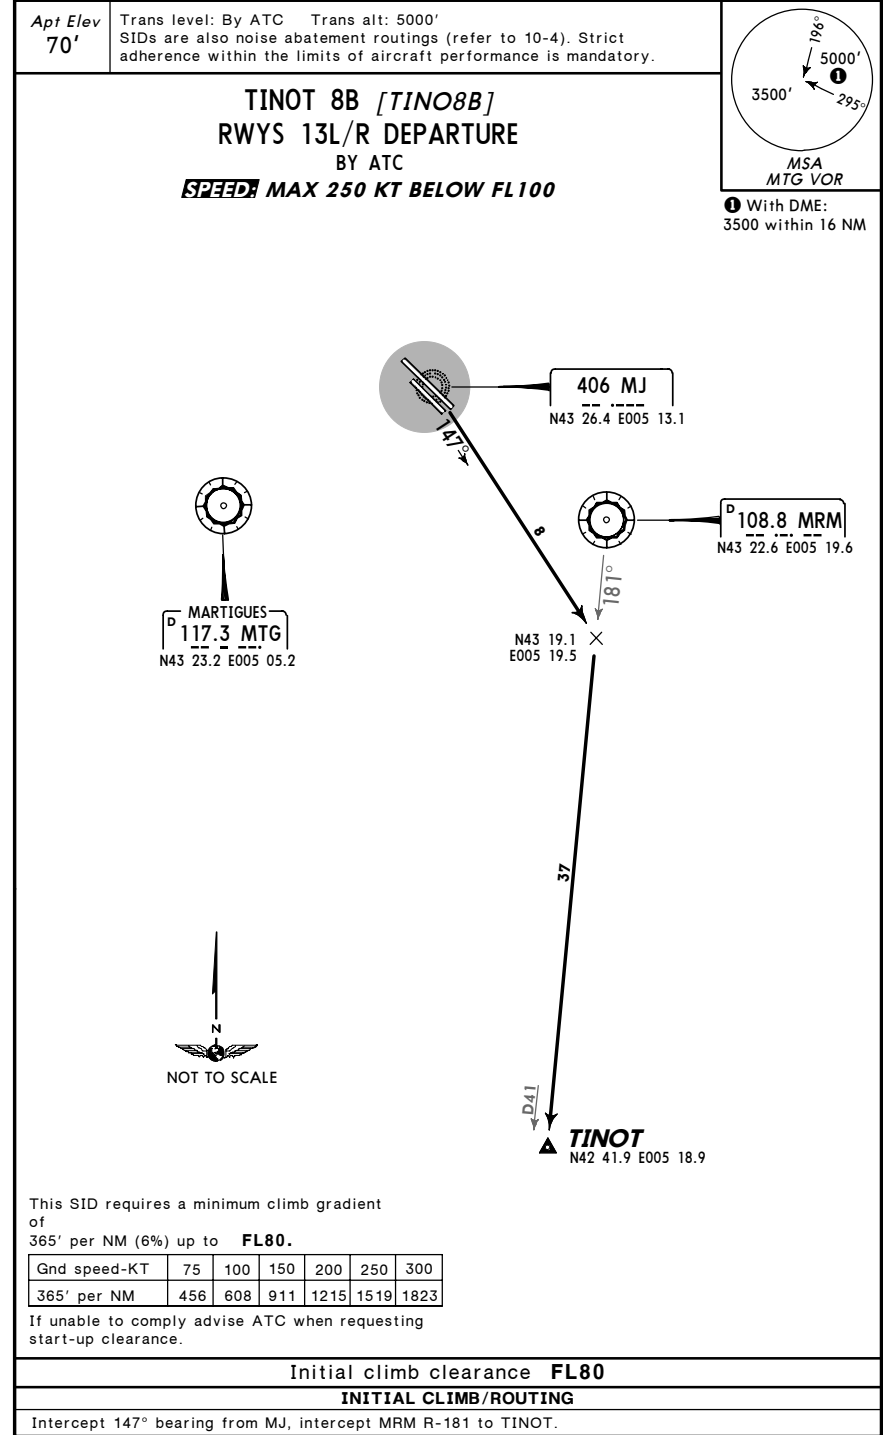 Apt Elev
70'
Trans level: By ATC Trans alt: 5000'
SIDs are also noise abatement routings (refer to 10-4). Strict
adherence within the limits of aircraft performance is mandatory.
196°
5000'
1
3500'
295°
MSA
MTG VOR
1 With DME:
3500 within 16 NM
TINOT 8B [TINO8B]
RWYS 13L/R DEPARTURE
BY ATC
SPEED: MAX 250 KT BELOW FL100
406 MJ
N43 26.4 E005 13.1
147°
D 108.8 MRM
N43 22.6 E005 19.6
8
181°
MARTIGUES
D 117.3 MTG
N43 23.2 E005 05.2
N43 19.1
E005 19.5
37
N
NOT TO SCALE
D41
TINOT
N42 41.9 E005 18.9
This SID requires a minimum climb gradient
of
365' per NM (6%) up to FL80.
Gnd speed-KT 75 100 150 200 250 300
365' per NM 456 608 911 1215 1519 1823
If unable to comply advise ATC when requesting
start-up clearance.
Initial climb clearance FL80
INITIAL CLIMB/ROUTING
Intercept 147° bearing from MJ, intercept MRM R-181 to TINOT.